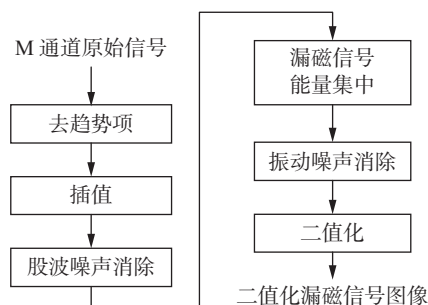 M 通道原始信号
去趋势项
插值
股波噪声消除
漏磁信号
能量集中
振动噪声消除
二值化
二值化漏磁信号图像